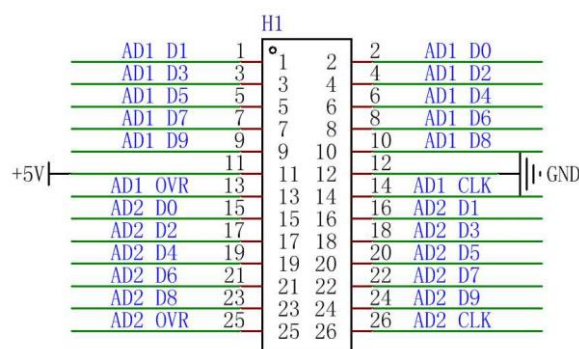 H1
AD1 D1 1 1 2 2 AD1 D0
AD1 D3 3 3 4 4 AD1 D2
AD1 D5 5 5 6 6 AD1 D4
AD1 D7 7 7 8 8 AD1 D6
AD1 D9 9 9 10 10 AD1 D8
+5V 11 11 12 12 GND
AD1 OVR 13 13 14 14 AD1 CLK
AD2 D0 15 15 16 16 AD2 D1
AD2 D2 17 17 18 18 AD2 D3
AD2 D4 19 19 20 20 AD2 D5
AD2 D6 21 21 22 22 AD2 D7
AD2 D8 23 23 24 24 AD2 D9
AD2 OVR 25 25 26 26 AD2 CLK